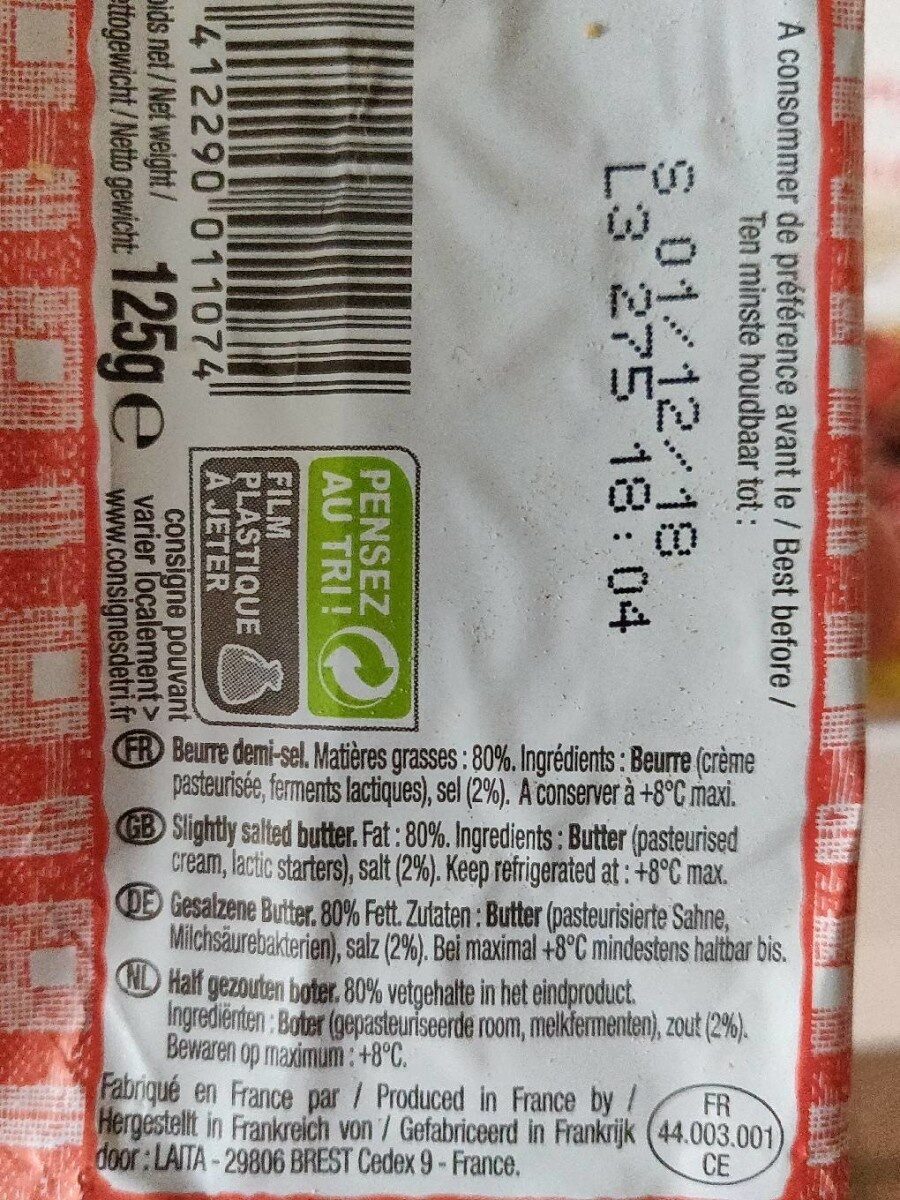 A consommer de préférence avant le / Best before /
Ten minste houdbaar tot :
S 01/12/18
L3 275 18:04
412290 011074
net / Net weight /
Netto gewicht: 125g e
PENSEZ
AU TRI !
FILM
PLASTIQUE
À JETER
consigne pouvant
varier localement >
www.consignesdetri.fr
FR Beurre demi-sel. Matières grasses : 80%. Ingrédients : Beurre (crème
pasteurisée, ferments lactiques), sel (2%). A conserver à +8°C maxi.
GB Slightly salted butter. Fat : 80%. Ingredients : Butter (pasteurised
cream, lactic starters), salt (2%). Keep refrigerated at : +8°C max.
DE Gesalzene Butter. 80% Fett. Zutaten : Butter (pasteurisierte Sahne,
Milchsäurebakterien), salz (2%). Bei maximal +8°C mindestens haltbar bis.
NL Half gezouten boter. 80% vetgehalte in het eindproduct.
Ingrediënten : Boter (gepasteuriseerde room, melkfermenten), zout (2%).
Bewaren op maximum : +8°C.
Fabriqué en France par / Produced in France by /
Hergestellt in Frankreich von / Gefabriceerd in Frankrijk
door : LAITA - 29806 BREST Cedex 9 - France.
FR
44.003.001
CE